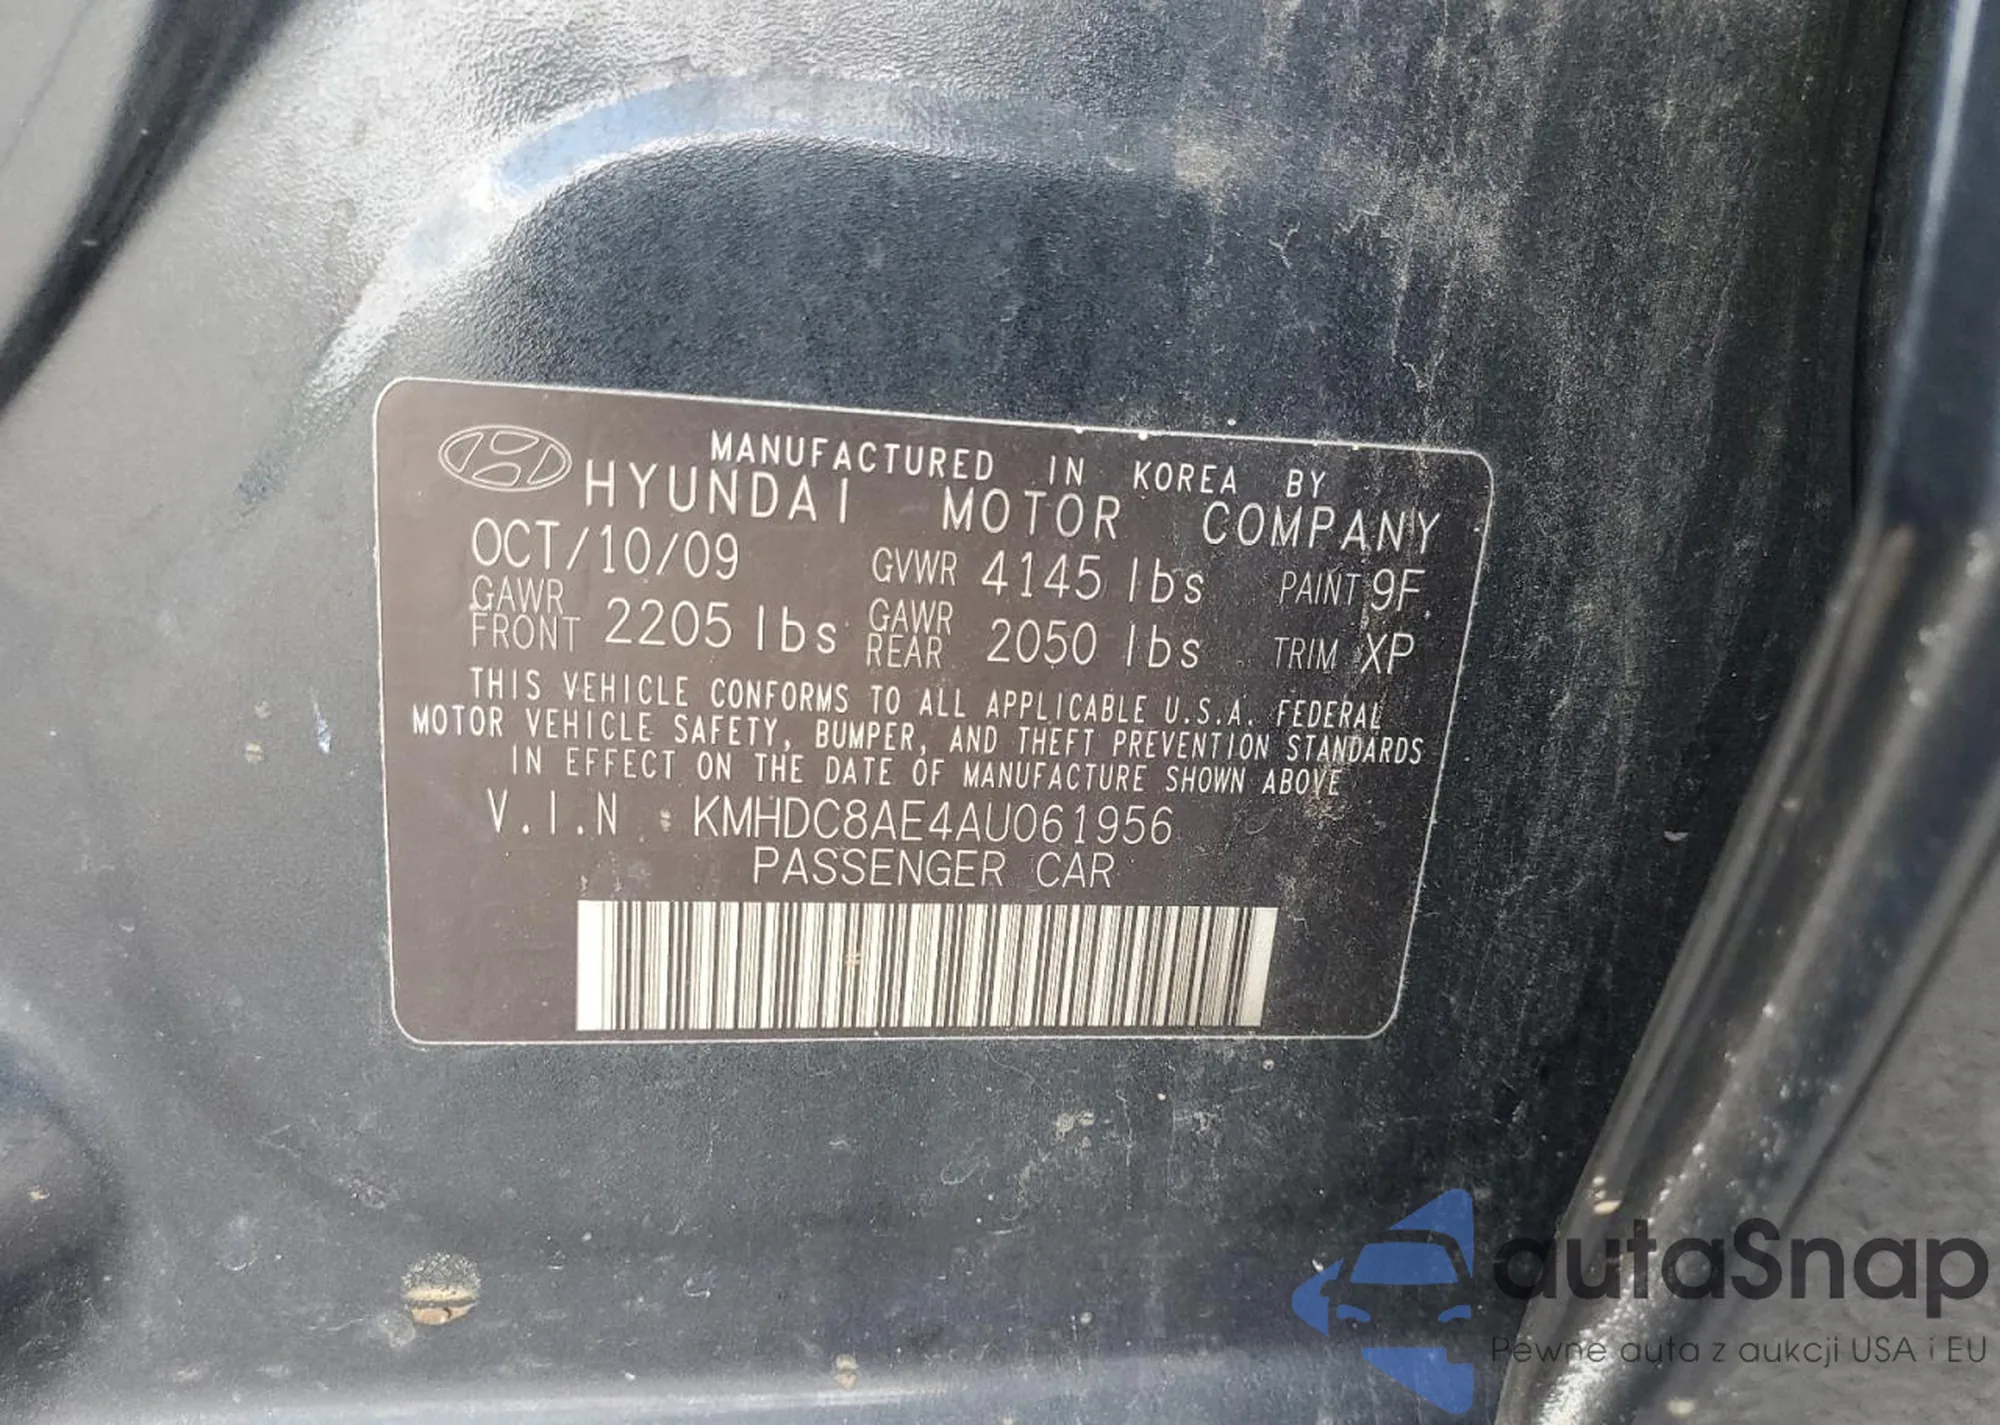 MANUFACTURED IN KOREA BY
HYUNDAI MOTOR COMPANY
OCT/10/09 GVWR 4145 lbs PAINT 9F
GAWR FRONT 2205 lbs GAWR REAR 2050 lbs TRIM XP
THIS VEHICLE CONFORMS TO ALL APPLICABLE U.S.A. FEDERAL
MOTOR VEHICLE SAFETY, BUMPER, AND THEFT PREVENTION STANDARDS
IN EFFECT ON THE DATE OF MANUFACTURE SHOWN ABOVE
V.I.N : KMHDC8AE4AU061956
PASSENGER CAR
autaSnap
Pewne auta z aukcji USA i EU